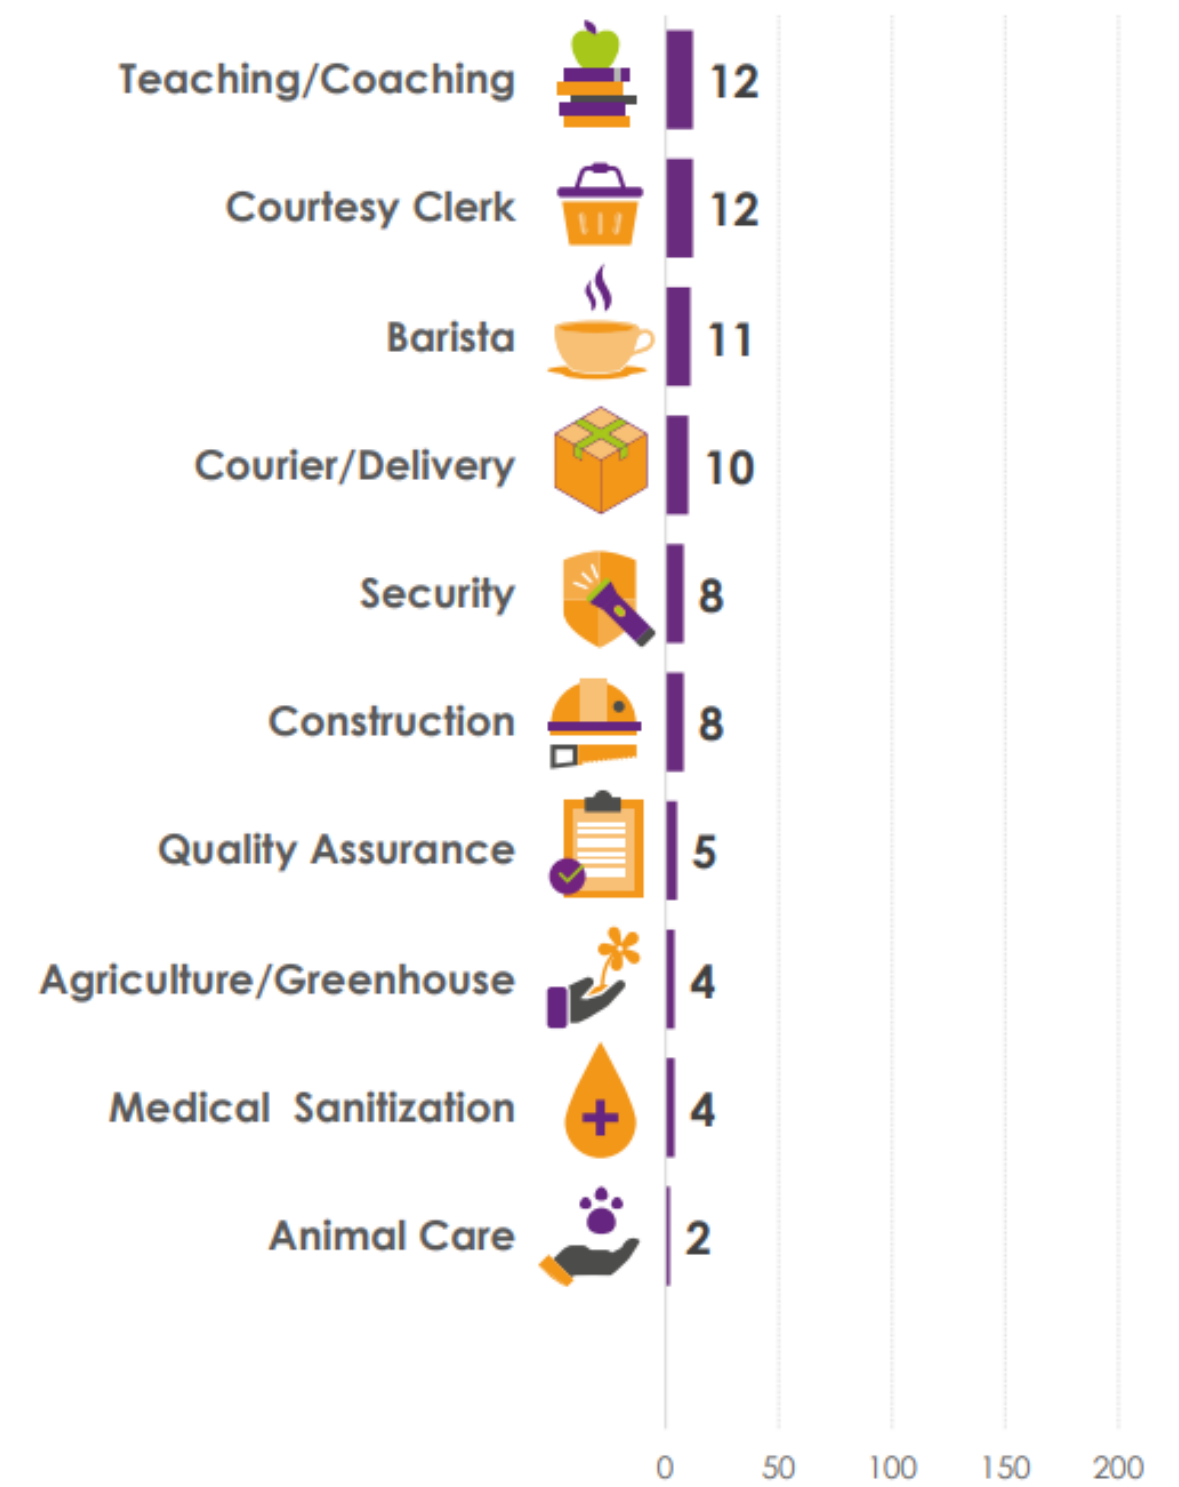 Teaching/Coaching 12
Courtesy Clerk 12
Barista 11
Courier/Delivery 10
Security 8
Construction 8
Quality Assurance 5
Agriculture/Greenhouse 4
Medical Sanitization 4
Animal Care 2
0 50 100 150 200